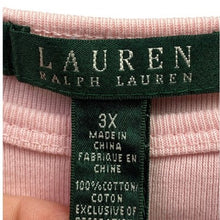 LAUREN
RALPH LAUREN
3X
MADE IN
CHINA
FABRIQUE EN
CHINE
100% COTTON/
COTON
EXCLUSIVE OF